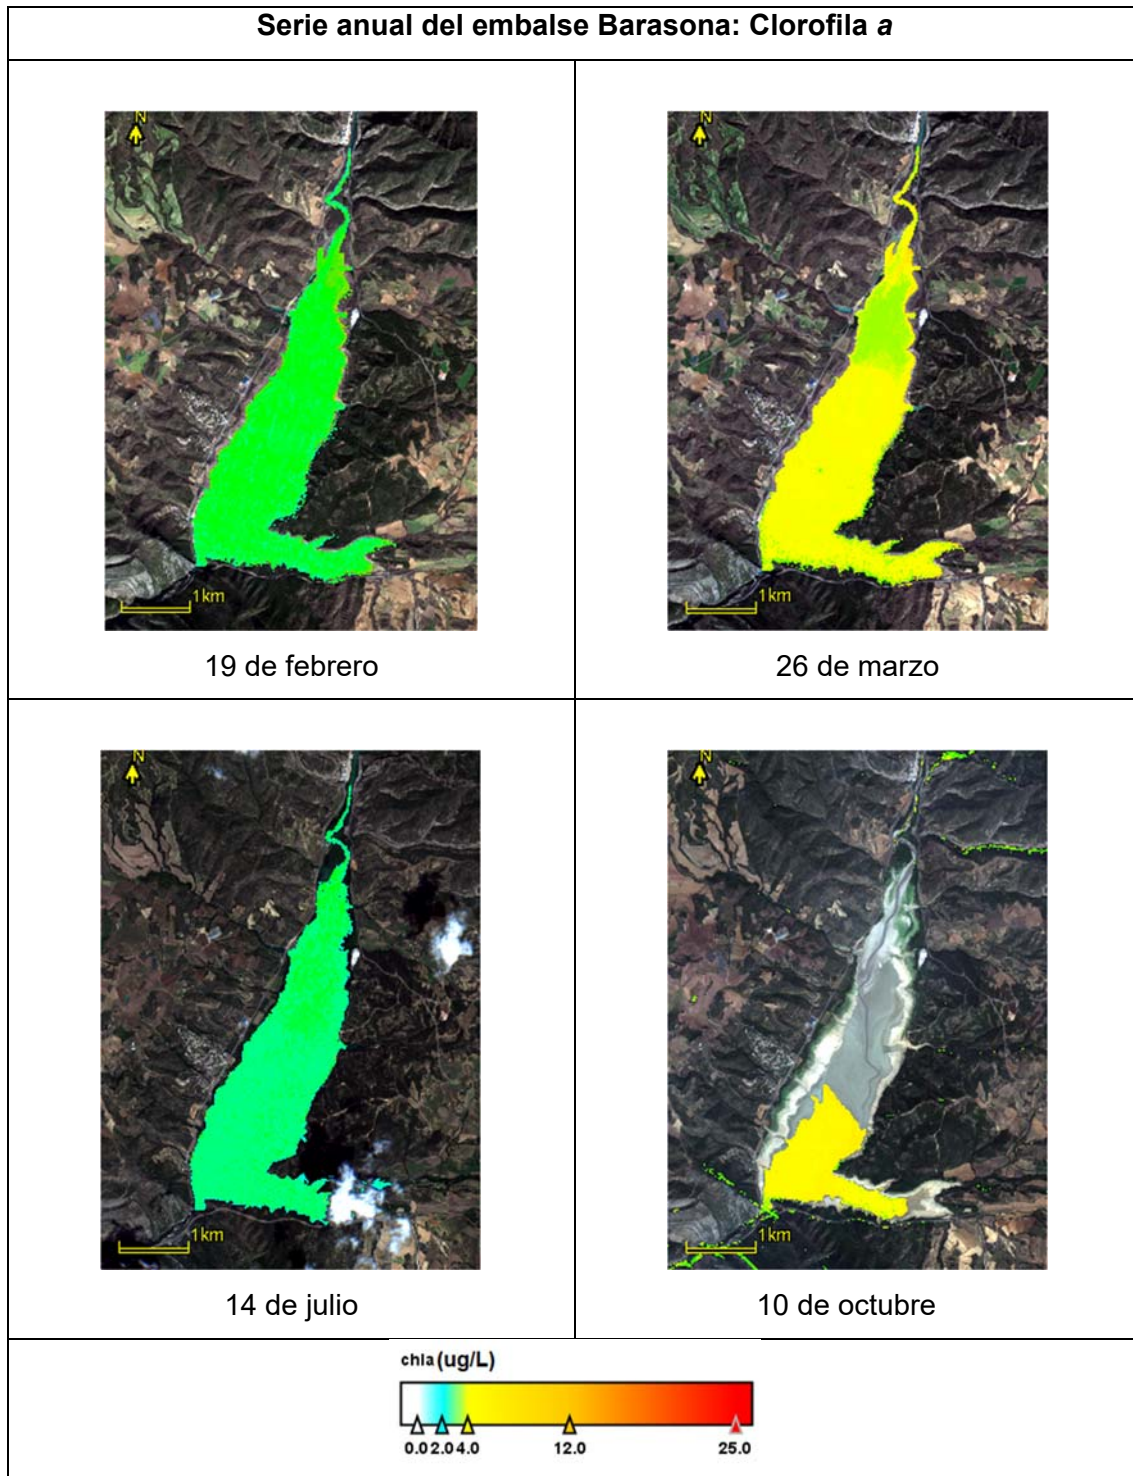 Serie anual del embalse Barasona: Clorofila a
N
1km
19 de febrero
N
1km
26 de marzo
N
1km
14 de julio
N
1km
10 de octubre
chla (ug/L)
0.0 2.0 4.0 12.0 25.0